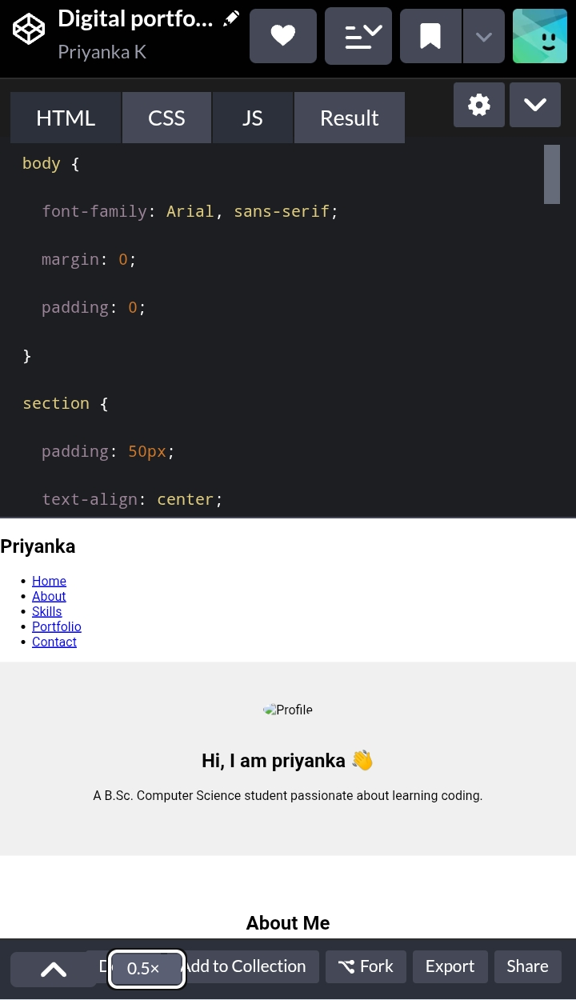 Digital portfo...
Priyanka K
HTML CSS JS Result
body {
font-family: Arial, sans-serif;
margin: 0;
padding: 0;
}
section {
padding: 50px;
text-align: center;
Priyanka
• Home
• About
• Skills
• Portfolio
• Contact
Profile
Hi, I am priyanka 👋
A B.Sc. Computer Science student passionate about learning coding.
About Me
0.5× Add to Collection Fork Export Share